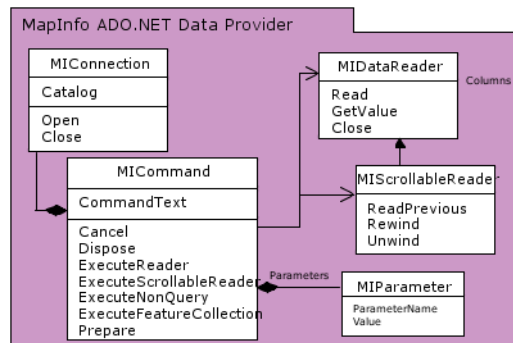 MapInfo ADO.NET Data Provider
MIConnection
Catalog
Open
Close
MIDataReader
Read
GetValue
Close
Columns
MICommand
CommandText
Cancel
Dispose
ExecuteReader
ExecuteScrollableReader
ExecuteNonQuery
ExecuteFeatureCollection
Prepare
MIScrollableReader
ReadPrevious
Rewind
Unwind
Parameters
MIParameter
ParameterName
Value